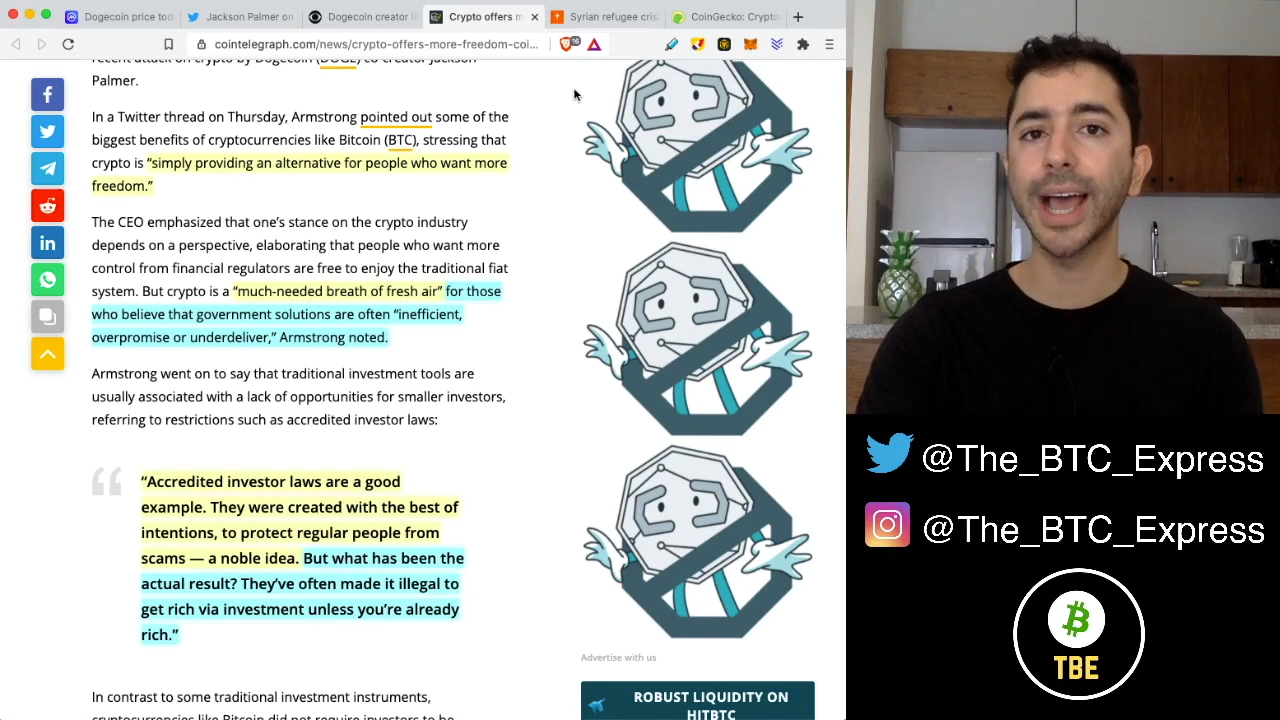 Dogecoin price tod
Jackson Palmer on
Dogecoin creator li
Crypto offers m
Syrian refugee cris
CoinGecko: Crypto
cointelegraph.com/news/crypto-offers-more-freedom-coi...
recent attack on crypto by Dogecoin (DOGE) co-creator Jackson
Palmer.
In a Twitter thread on Thursday, Armstrong pointed out some of the
biggest benefits of cryptocurrencies like Bitcoin (BTC), stressing that
crypto is “simply providing an alternative for people who want more
freedom.”
The CEO emphasized that one’s stance on the crypto industry
depends on a perspective, elaborating that people who want more
control from financial regulators are free to enjoy the traditional fiat
system. But crypto is a “much-needed breath of fresh air” for those
who believe that government solutions are often “inefficient,
overpromise or underdeliver,” Armstrong noted.
Armstrong went on to say that traditional investment tools are
usually associated with a lack of opportunities for smaller investors,
referring to restrictions such as accredited investor laws:
“Accredited investor laws are a good
example. They were created with the best of
intentions, to protect regular people from
scams — a noble idea. But what has been the
actual result? They’ve often made it illegal to
get rich via investment unless you’re already
rich.”
In contrast to some traditional investment instruments,
cryptocurrencies like Bitcoin did not require investors to be
Advertise with us
ROBUST LIQUIDITY ON
HITBTC
@The_BTC_Express
@The_BTC_Express
TBE